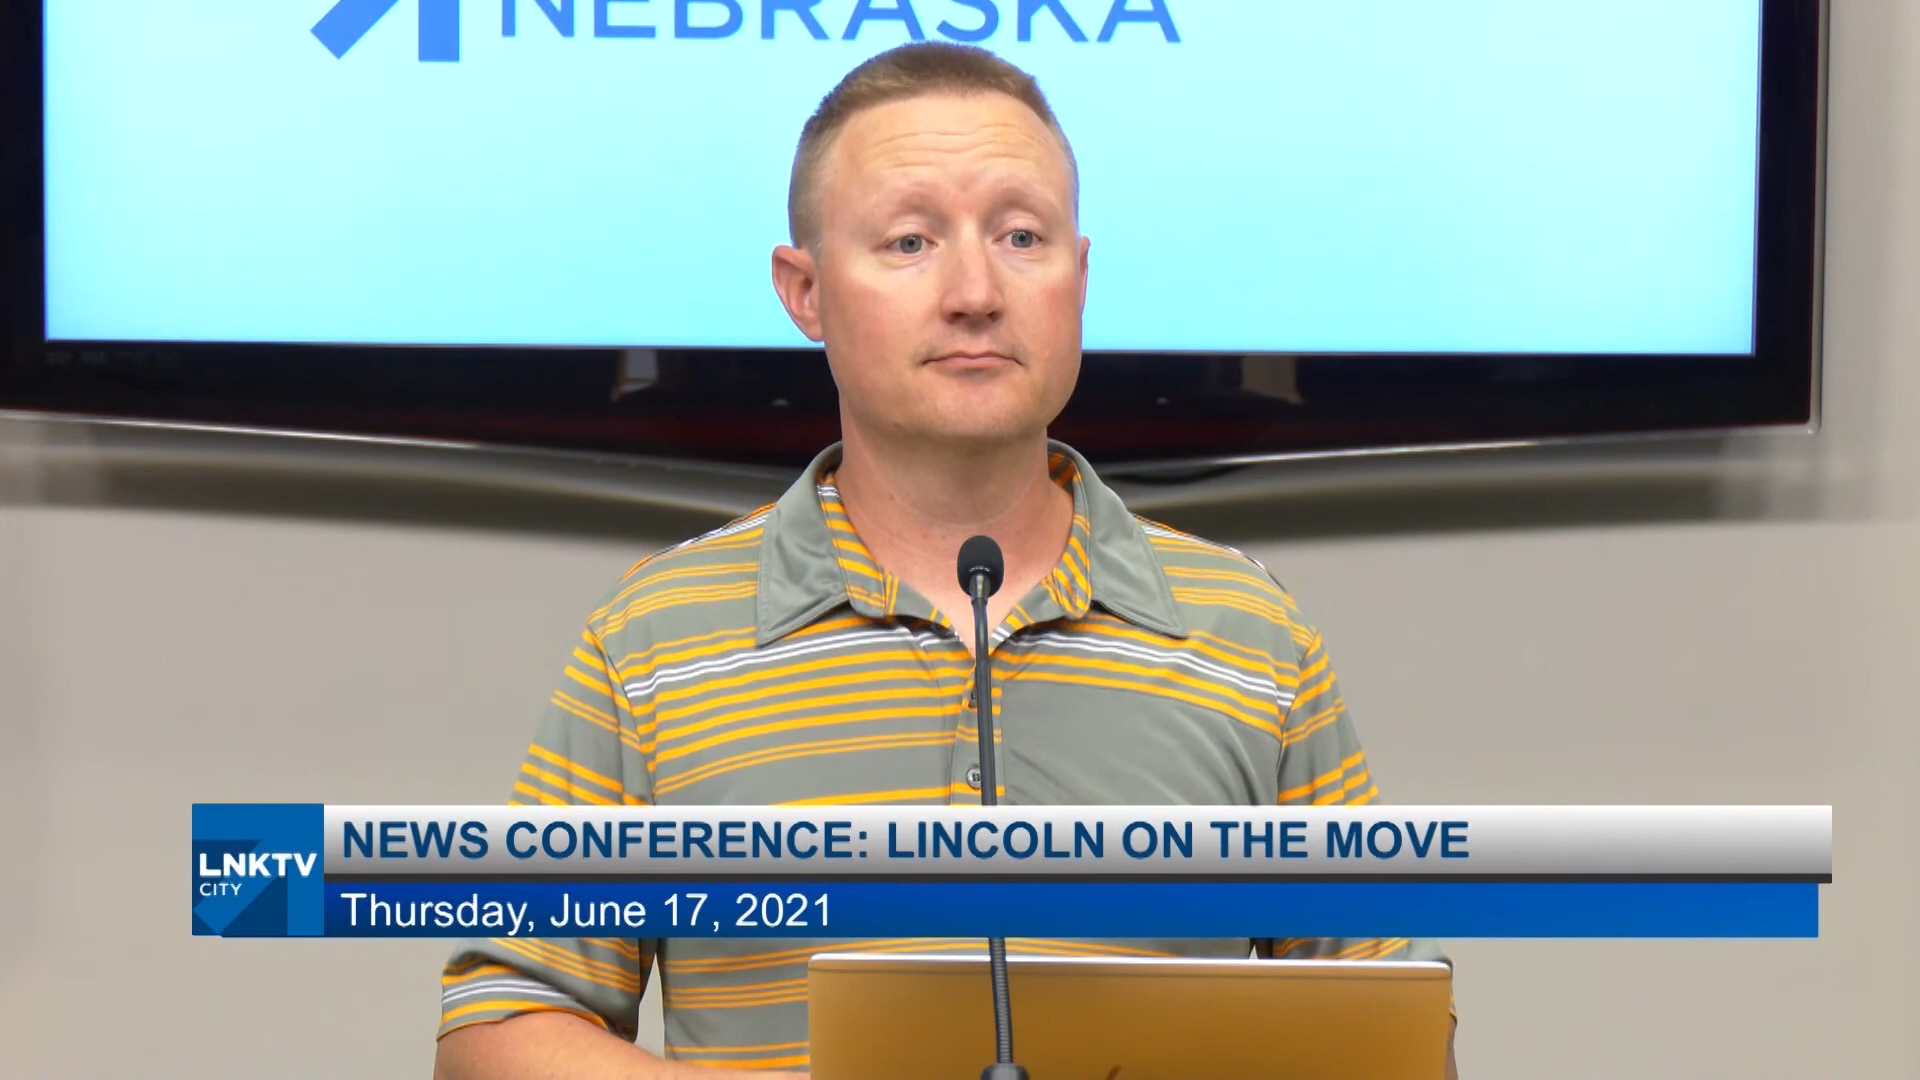 NEBRASKA
LNKTV
CITY
NEWS CONFERENCE: LINCOLN ON THE MOVE
Thursday, June 17, 2021